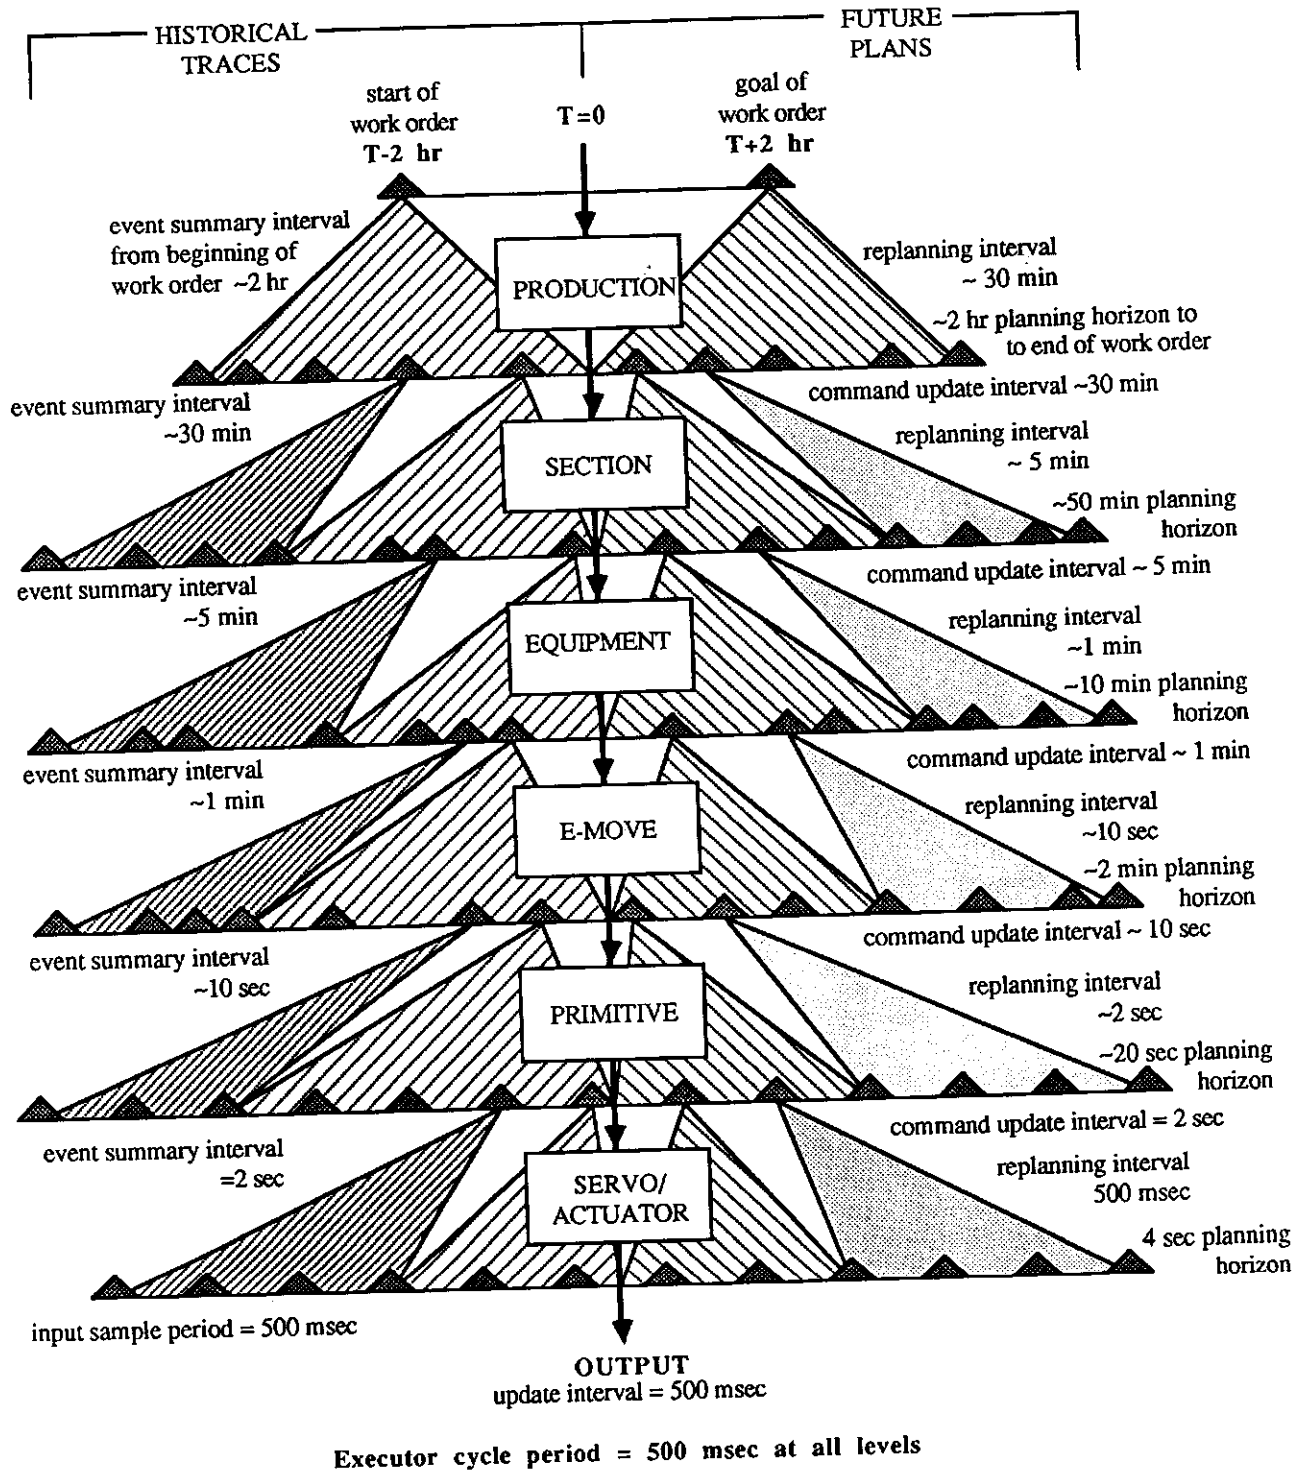 HISTORICAL
TRACES
FUTURE
PLANS
start of
work order
T-2 hr
T=0
goal of
work order
T+2 hr
event summary interval
from beginning of
work order ~2 hr
PRODUCTION
replanning interval
~ 30 min
~2 hr planning horizon to
to end of work order
event summary interval
~30 min
command update interval ~30 min
SECTION
replanning interval
~ 5 min
~50 min planning
horizon
event summary interval
~5 min
command update interval ~ 5 min
EQUIPMENT
replanning interval
~1 min
~10 min planning
horizon
event summary interval
~1 min
command update interval ~ 1 min
E-MOVE
replanning interval
~10 sec
~2 min planning
horizon
event summary interval
~10 sec
command update interval ~ 10 sec
PRIMITIVE
replanning interval
~2 sec
~20 sec planning
horizon
event summary interval
=2 sec
command update interval = 2 sec
SERVO/
ACTUATOR
replanning interval
500 msec
4 sec planning
horizon
input sample period = 500 msec
OUTPUT
update interval = 500 msec
Executor cycle period = 500 msec at all levels